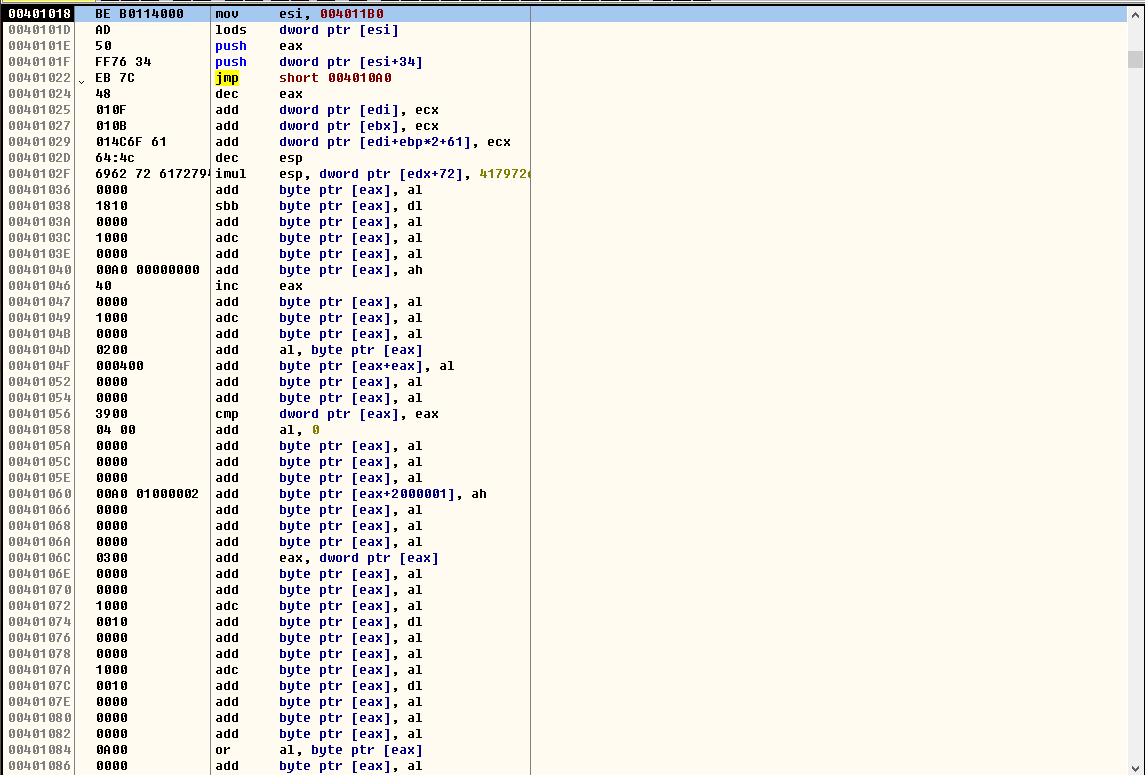 00401018 BE B0114000 mov esi, 004011B0
0040101D AD lods dword ptr [esi]
0040101E 50 push eax
0040101F FF76 34 push dword ptr [esi+34]
00401022 EB 7C jmp short 004010A0
00401024 48 dec eax
00401025 010F add dword ptr [edi], ecx
00401027 010B add dword ptr [ebx], ecx
00401029 014C6F 61 add dword ptr [edi+ebp*2+61], ecx
0040102D 64:4c dec esp
0040102F 6962 72 6172794 imul esp, dword ptr [edx+72], 4179726
00401036 0000 add byte ptr [eax], al
00401038 1810 sbb byte ptr [eax], dl
0040103A 0000 add byte ptr [eax], al
0040103C 1000 adc byte ptr [eax], al
0040103E 0000 add byte ptr [eax], al
00401040 00A0 00000000 add byte ptr [eax], ah
00401046 40 inc eax
00401047 0000 add byte ptr [eax], al
00401049 1000 adc byte ptr [eax], al
0040104B 0000 add byte ptr [eax], al
0040104D 0200 add al, byte ptr [eax]
0040104F 000400 add byte ptr [eax+eax], al
00401052 0000 add byte ptr [eax], al
00401054 0000 add byte ptr [eax], al
00401056 3900 cmp dword ptr [eax], eax
00401058 04 00 add al, 0
0040105A 0000 add byte ptr [eax], al
0040105C 0000 add byte ptr [eax], al
0040105E 0000 add byte ptr [eax], al
00401060 00A0 01000002 add byte ptr [eax+2000001], ah
00401066 0000 add byte ptr [eax], al
00401068 0000 add byte ptr [eax], al
0040106A 0000 add byte ptr [eax], al
0040106C 0300 add eax, dword ptr [eax]
0040106E 0000 add byte ptr [eax], al
00401070 0000 add byte ptr [eax], al
00401072 1000 adc byte ptr [eax], al
00401074 0010 add byte ptr [eax], dl
00401076 0000 add byte ptr [eax], al
00401078 0000 add byte ptr [eax], al
0040107A 1000 adc byte ptr [eax], al
0040107C 0010 add byte ptr [eax], dl
0040107E 0000 add byte ptr [eax], al
00401080 0000 add byte ptr [eax], al
00401082 0000 add byte ptr [eax], al
00401084 0A00 or al, byte ptr [eax]
00401086 0000 add byte ptr [eax], al